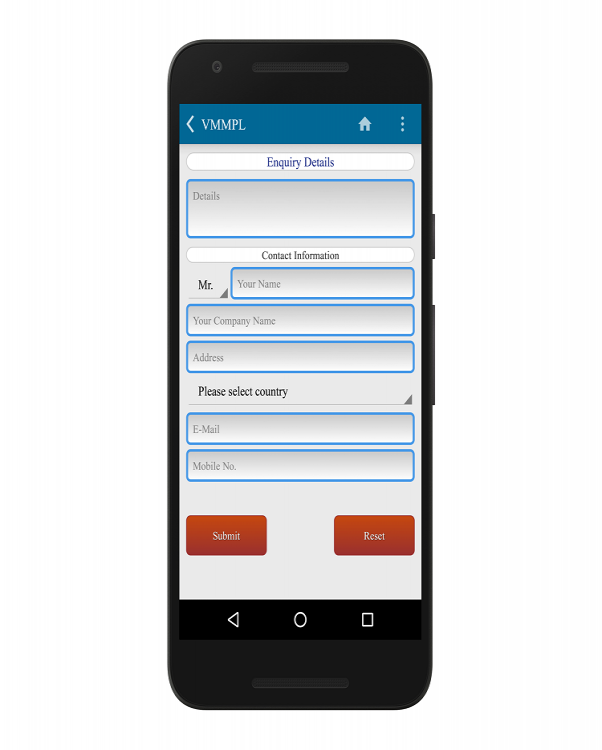 VMMPL
Enquiry Details
Details
Contact Information
Mr. Your Name
Your Company Name
Address
Please select country
E-Mail
Mobile No.
Submit Reset